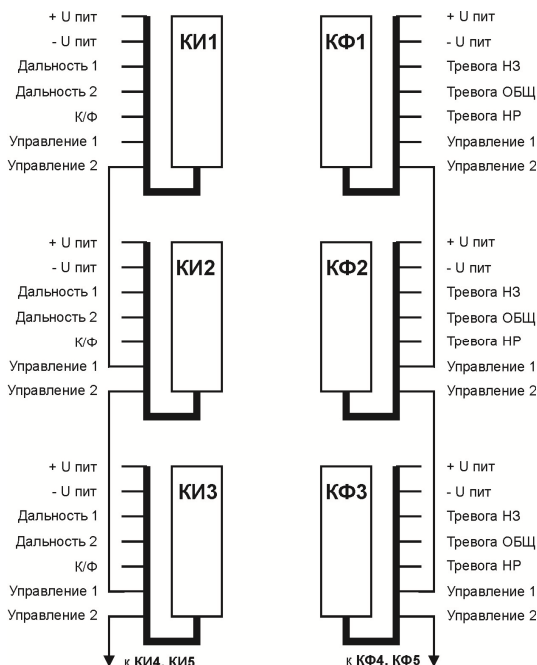 + U пит
- U пит
Дальность 1
Дальность 2
К/Ф
Управление 1
Управление 2
КИ1
КФ1
+ U пит
- U пит
Тревога НЗ
Тревога ОБЩ
Тревога НР
Управление 1
Управление 2
+ U пит
- U пит
Дальность 1
Дальность 2
К/Ф
Управление 1
Управление 2
КИ2
КФ2
+ U пит
- U пит
Тревога НЗ
Тревога ОБЩ
Тревога НР
Управление 1
Управление 2
+ U пит
- U пит
Дальность 1
Дальность 2
К/Ф
Управление 1
Управление 2
КИ3
КФ3
+ U пит
- U пит
Тревога НЗ
Тревога ОБЩ
Тревога НР
Управление 1
Управление 2
к КИ4, КИ5
к КФ4, КФ5